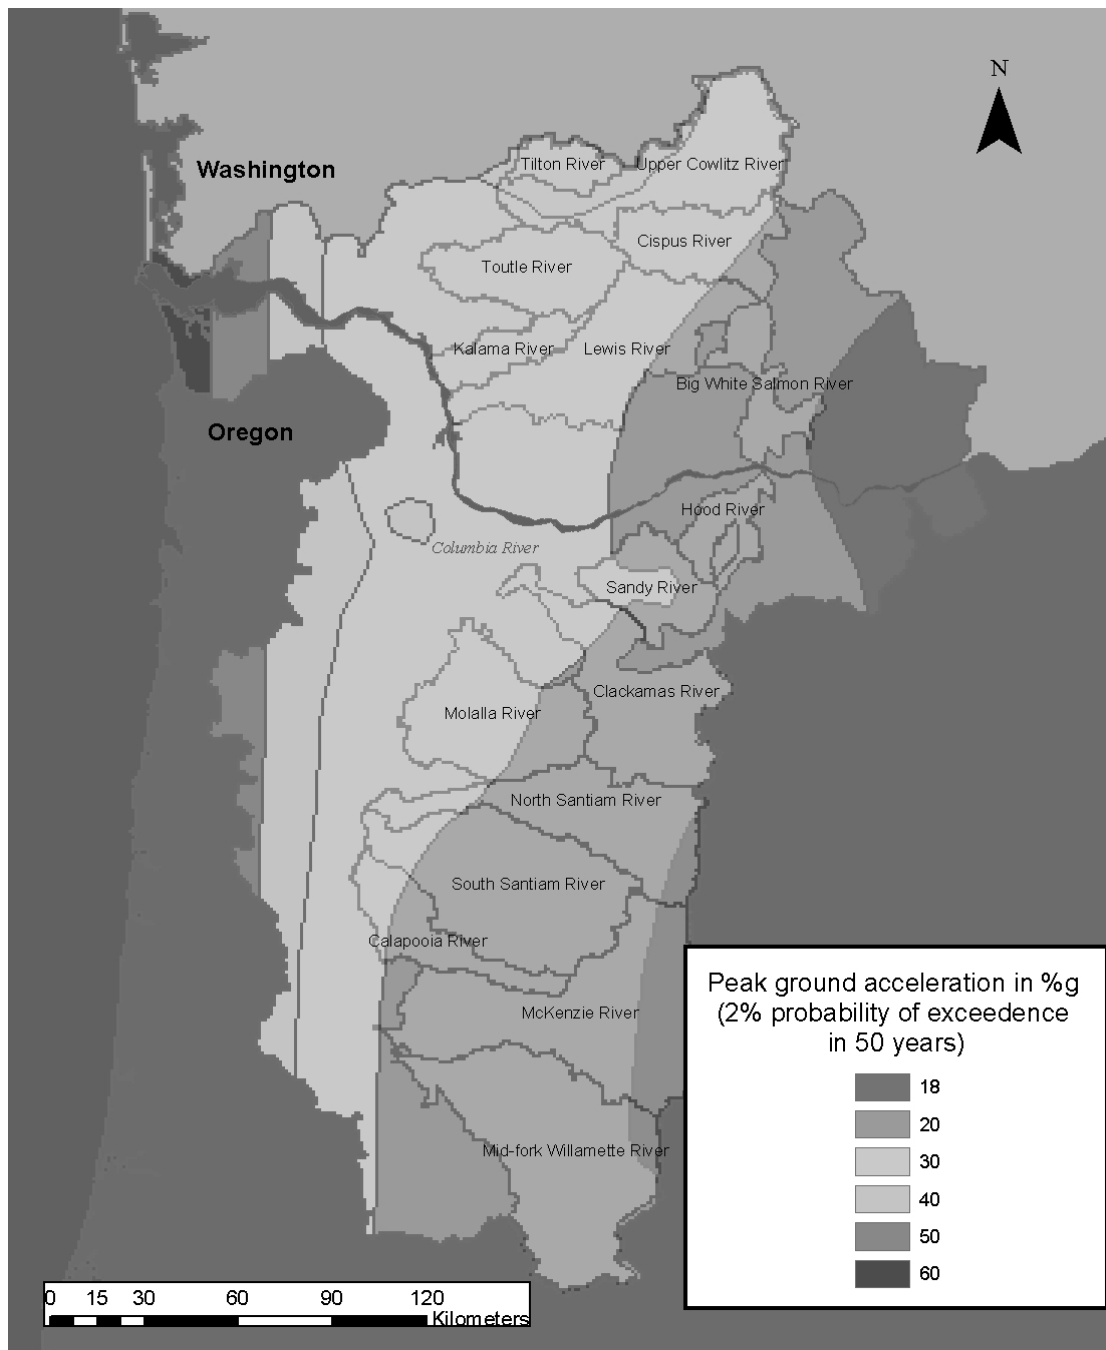 N
Washington
Tilton River
Upper Cowlitz River
Cispus River
Toutle River
Kalama River
Lewis River
Big White Salmon River
Oregon
Hood River
Columbia River
Sandy River
Clackamas River
Molalla River
North Santiam River
South Santiam River
Calapooia River
McKenzie River
Mid-fork Willamette River
Peak ground acceleration in %g
(2% probability of exceedence
in 50 years)
18
20
30
40
50
60
0 15 30 60 90 120
Kilometers